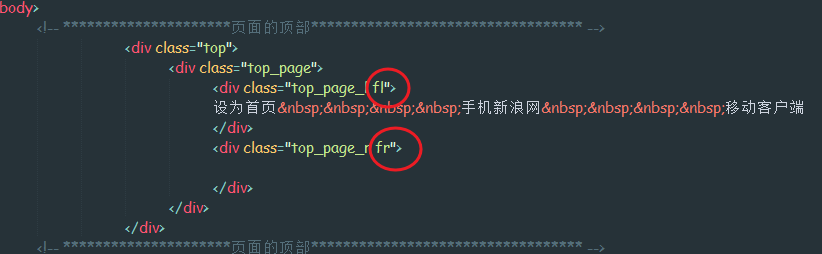 body>
<!-- *********************页面的顶部********************************** -->
<div class="top">
<div class="top_page">
<div class="top_page_l fl">
设为首页&nbsp;&nbsp;&nbsp;&nbsp;手机新浪网&nbsp;&nbsp;&nbsp;&nbsp;移动客户端
</div>
<div class="top_page_r fr">
</div>
</div>
</div>
<!-- *********************页面的顶部********************************** -->